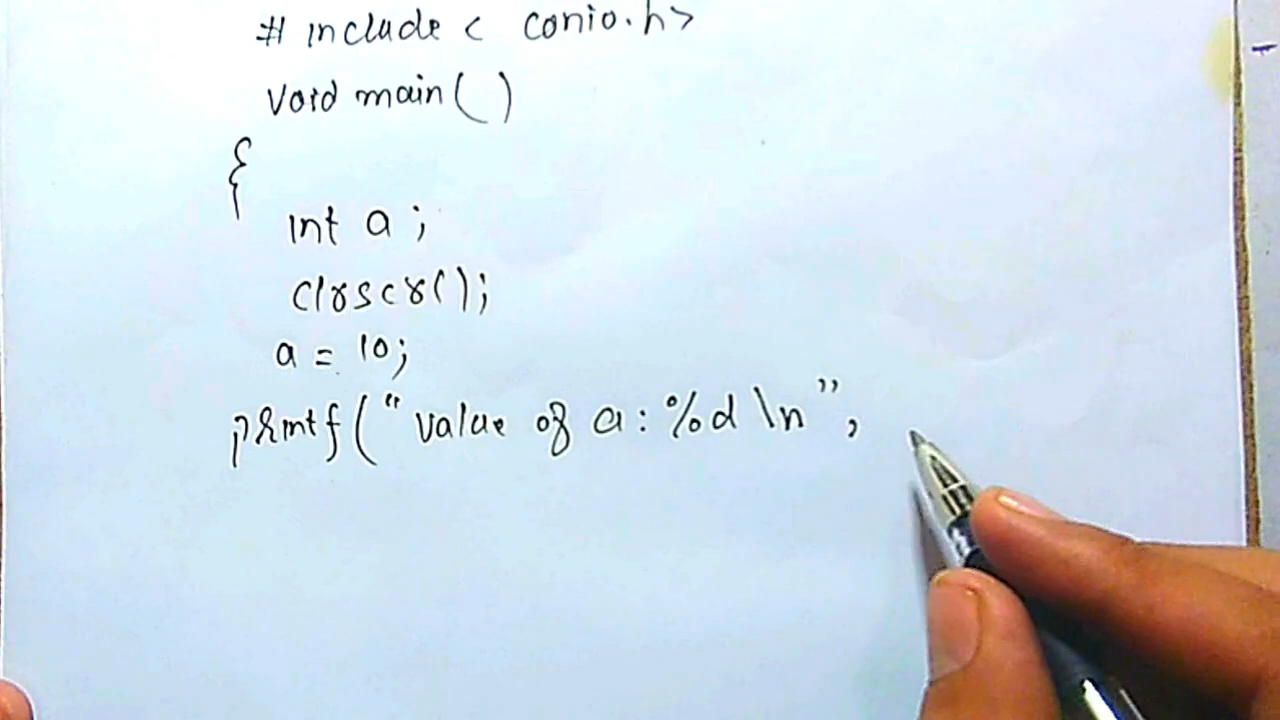 # include < conio.h>
void main()
{
int a ;
clrscr();
a = 10;
printf(" value of a: %d \n ",